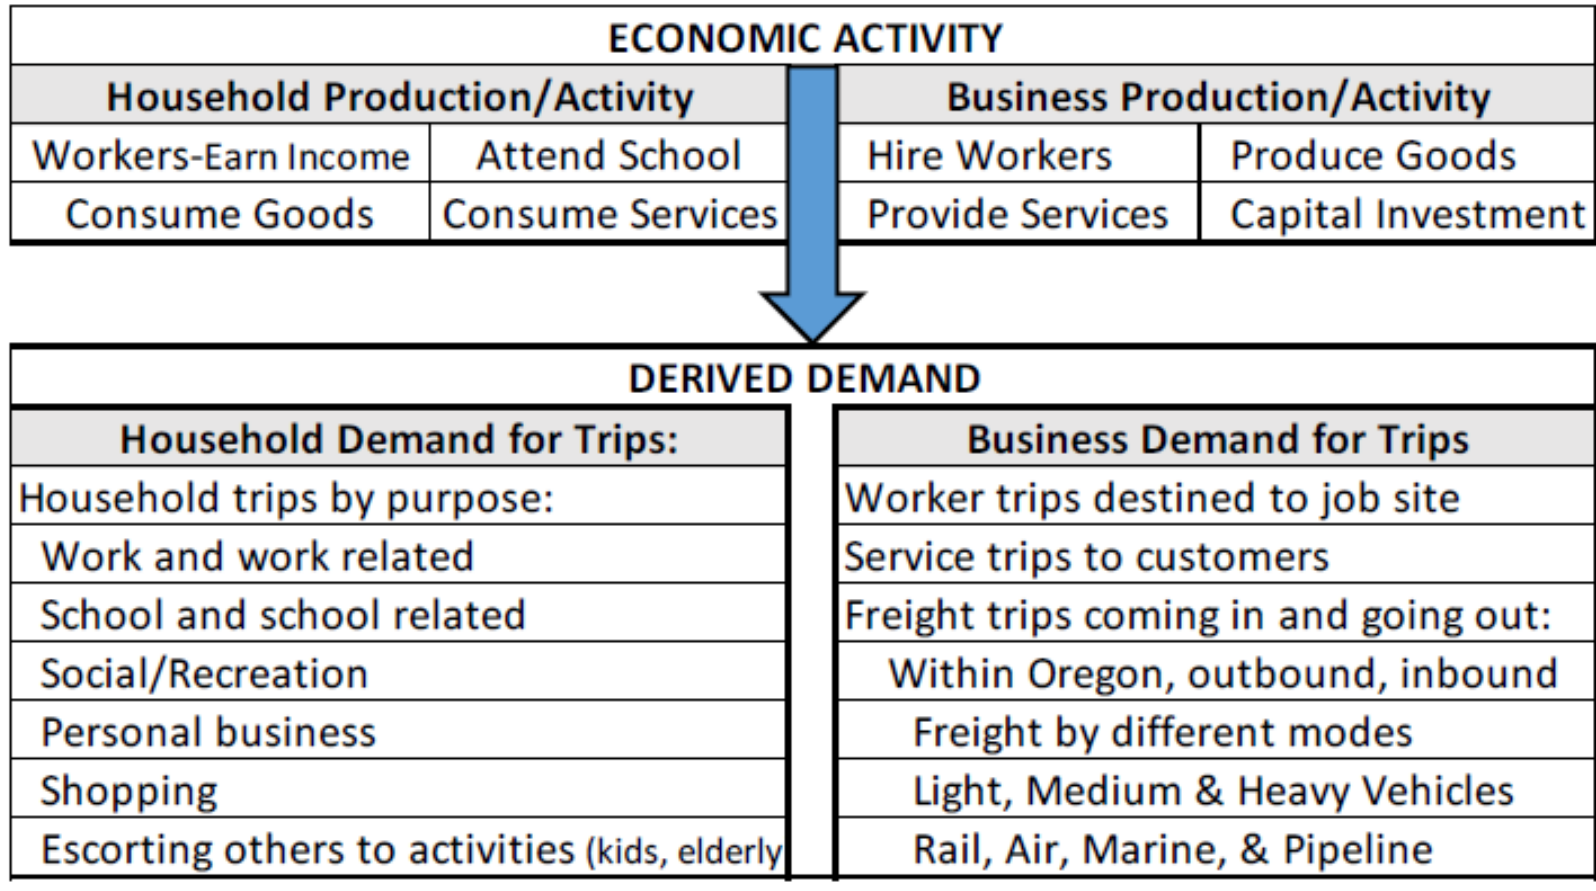 ECONOMIC ACTIVITY
Household Production/Activity
Workers-Earn Income Attend School
Consume Goods Consume Services
Business Production/Activity
Hire Workers Produce Goods
Provide Services Capital Investment
DERIVED DEMAND
Household Demand for Trips:
Household trips by purpose:
Work and work related
School and school related
Social/Recreation
Personal business
Shopping
Escorting others to activities (kids, elderly
Business Demand for Trips
Worker trips destined to job site
Service trips to customers
Freight trips coming in and going out:
Within Oregon, outbound, inbound
Freight by different modes
Light, Medium & Heavy Vehicles
Rail, Air, Marine, & Pipeline